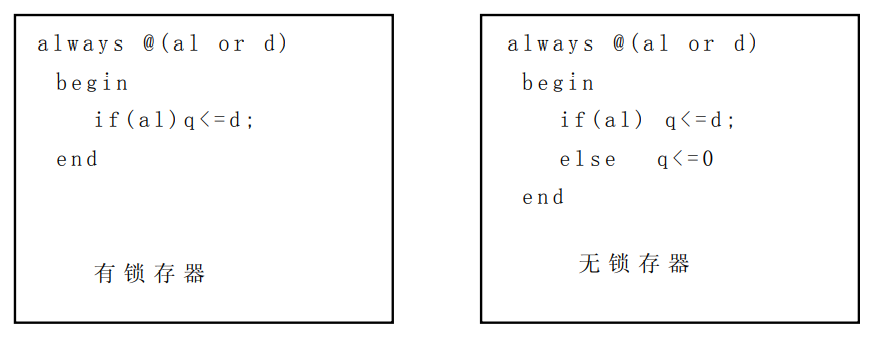 always @(al or d)
begin
if(al)q<=d;
end
有锁存器
always @(al or d)
begin
if(al) q<=d;
else q<=0
end
无锁存器